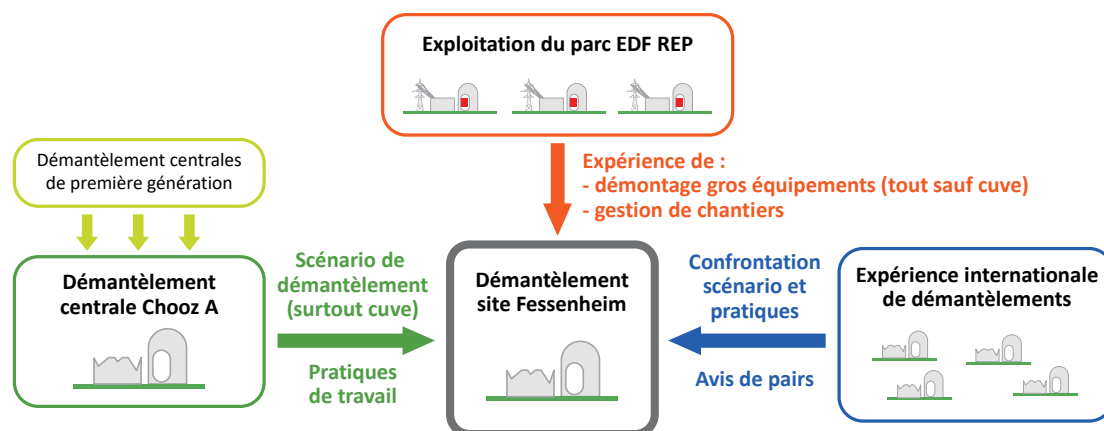 Exploitation du parc EDF REP
Démantèlement centrales
de première génération
Expérience de :
- démontage gros équipements (tout sauf cuve)
- gestion de chantiers
Démantèlement
centrale Chooz A
Scénario de
démantèlement
(surtout cuve)
Pratiques
de travail
Démantèlement
site Fessenheim
Confrontation
scénario et
pratiques
Avis de pairs
Expérience internationale
de démantèlements